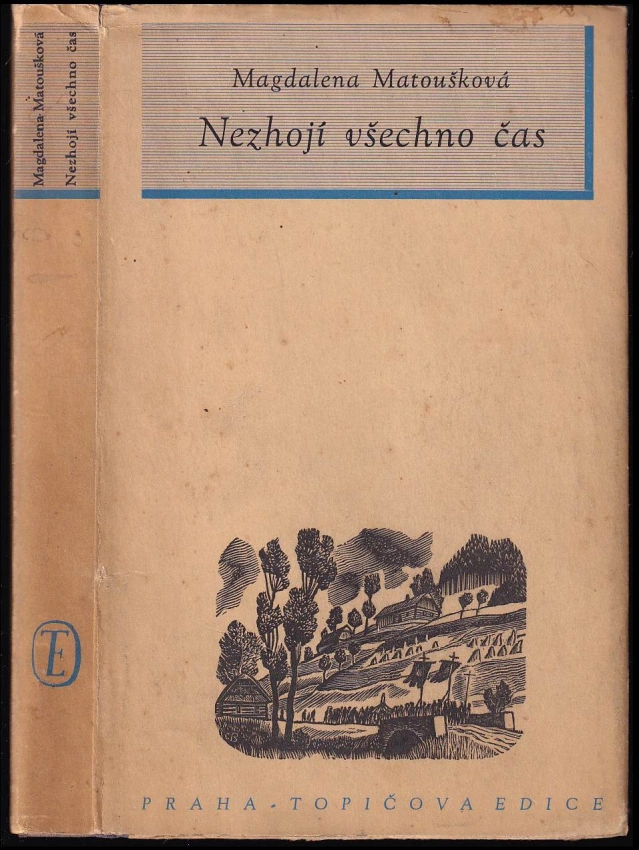 Magdalena Matoušková
Nezhojí všechno čas
Magdalena Matoušková
Nezhojí všechno čas
TE
PRAHA - TOPIČOVA EDICE